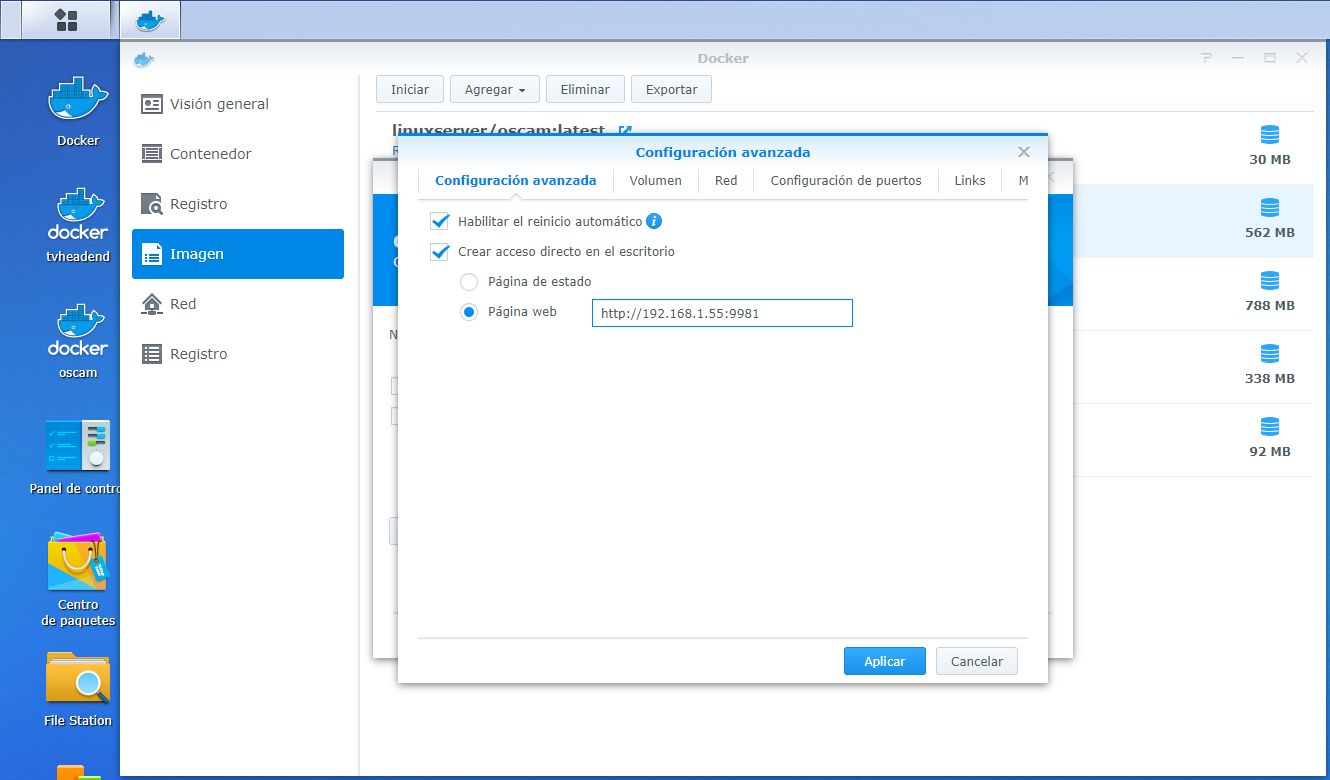 Docker
Docker
docker
tvheadend
docker
oscam
Panel de contro
Centro
de paquetes
File Station
Visión general
Contenedor
Registro
Imagen
Red
Registro
Iniciar
Agregar
Eliminar
Exportar
linuxserver/oscam:latest
30 MB
562 MB
788 MB
338 MB
92 MB
Configuración avanzada
Configuración avanzada
Volumen
Red
Configuración de puertos
Links
M
Habilitar el reinicio automático
Crear acceso directo en el escritorio
Página de estado
Página web
http://192.168.1.55:9981
Aplicar
Cancelar